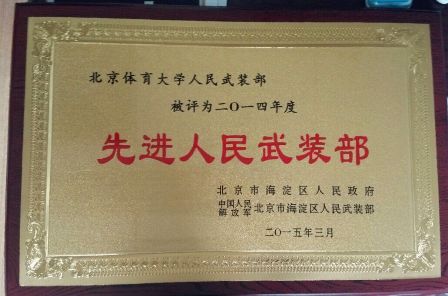 北京体育大学人民武装部
被评为二〇一四年度
先进人民武装部
北京市海淀区人民政府
中国人民解放军 北京市海淀区人民武装部
二〇一五年三月